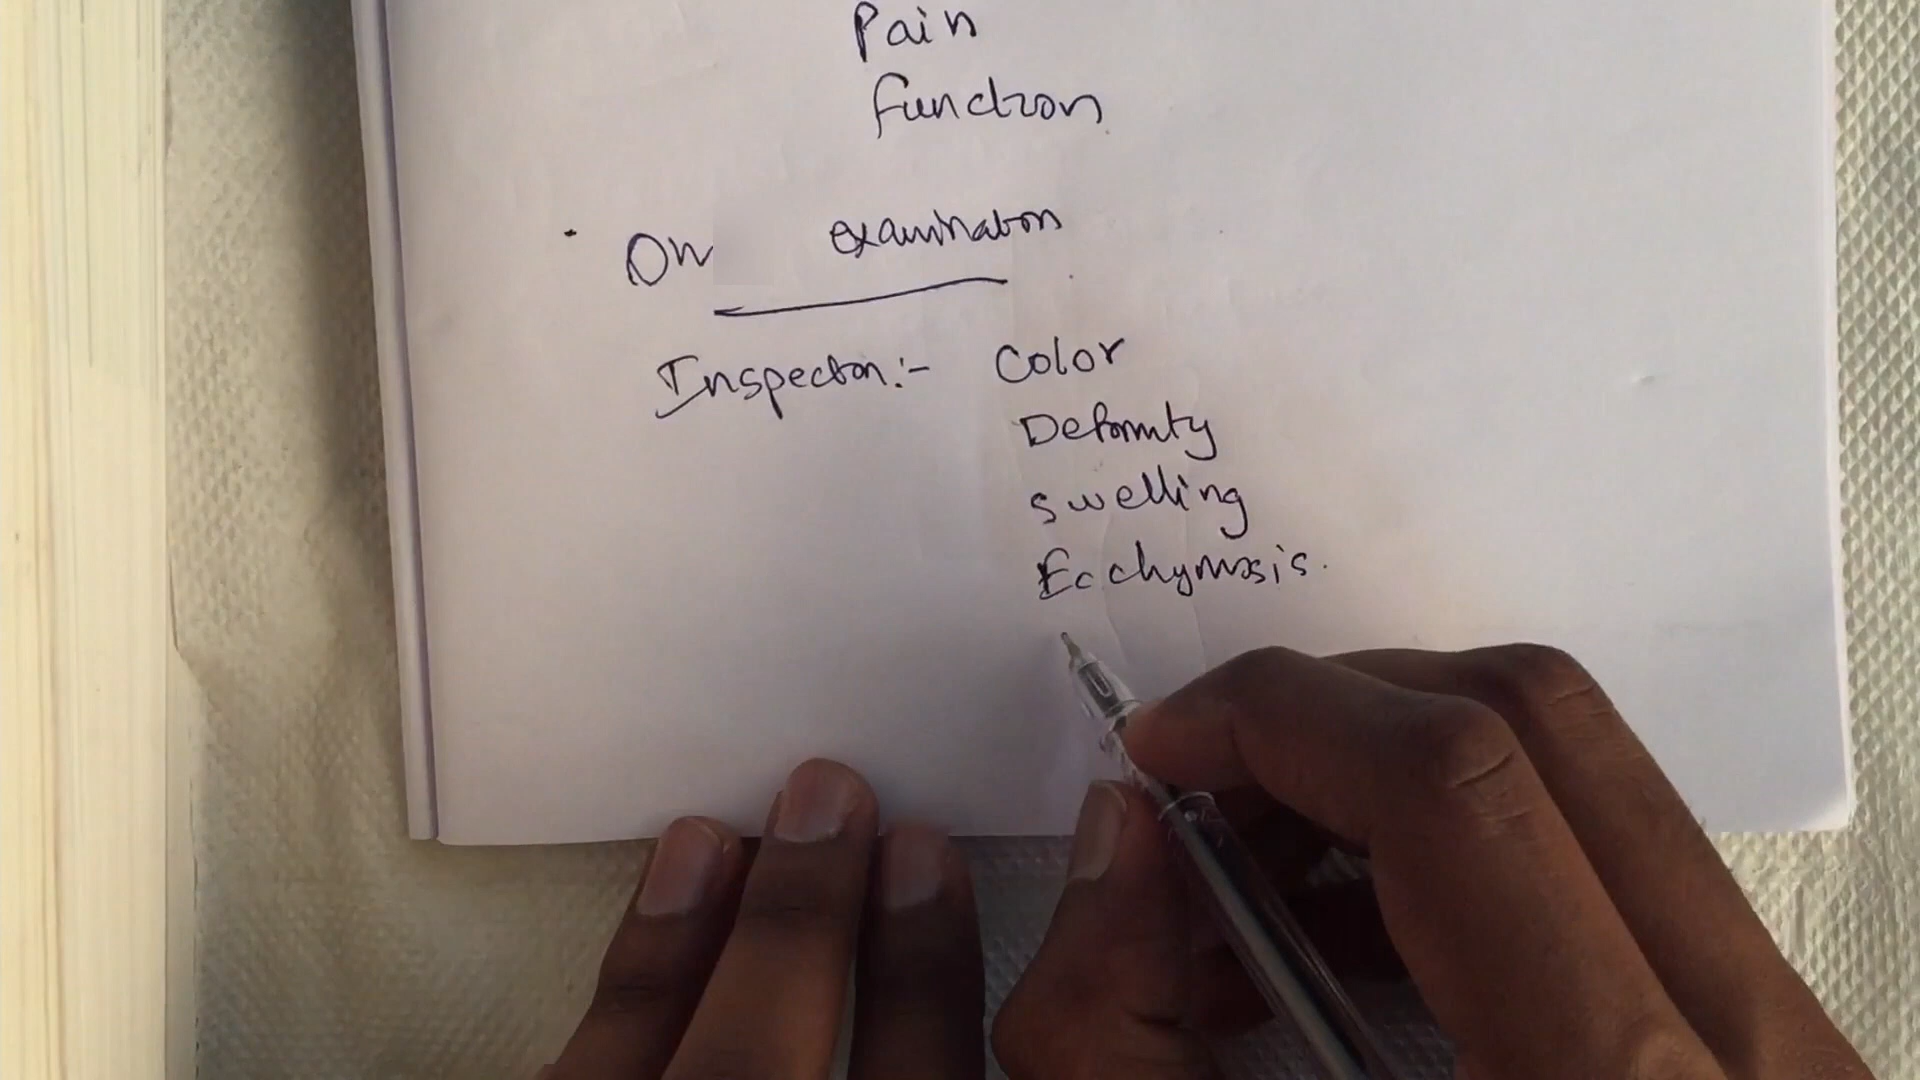 Pain
function
On examination
Inspection:- Color
Deformity
swelling
Ecchymosis.